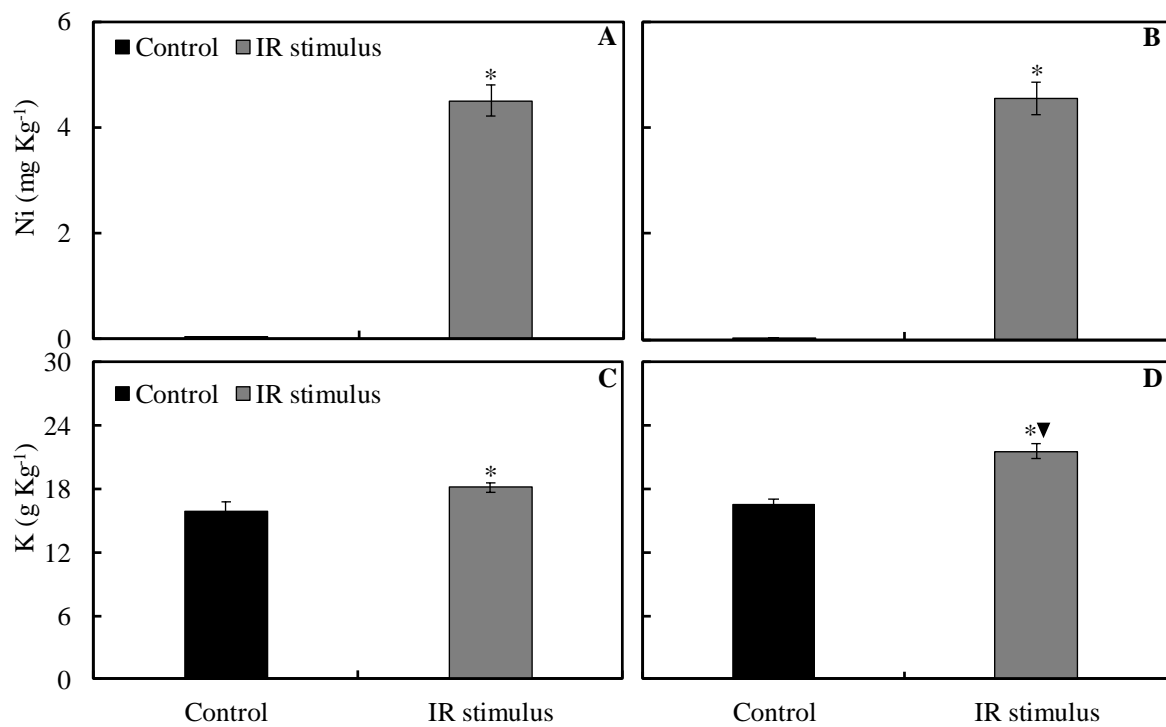 6
A
B
Control IR stimulus
*
*
4
Ni (mg Kg⁻¹)
2
0
30
C
D
Control IR stimulus
24
*▼
*
18
K (g Kg⁻¹)
12
6
0
Control IR stimulus Control IR stimulus